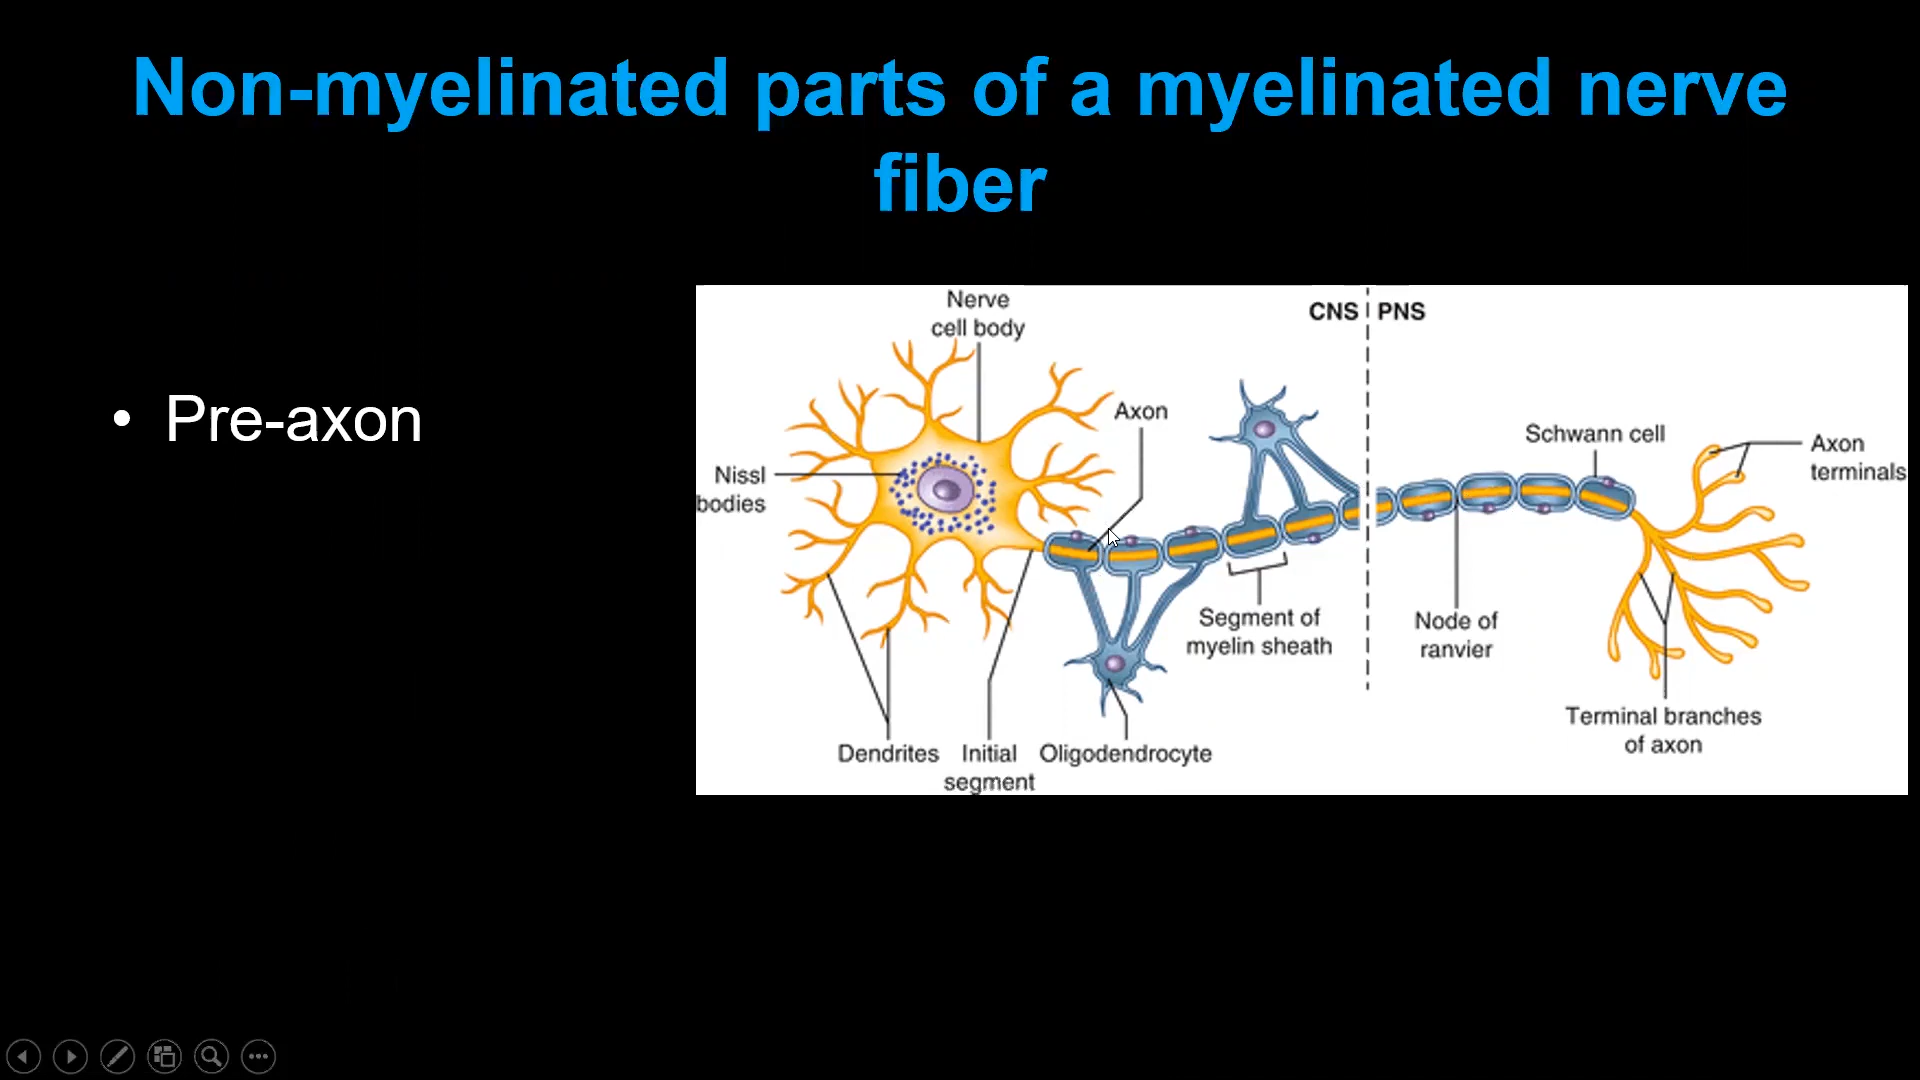 Non-myelinated parts of a myelinated nerve
fiber
• Pre-axon
Nerve
cell body
CNS
PNS
Axon
Schwann cell
Axon
terminals
Nissl
bodies
Segment of
myelin sheath
Node of
ranvier
Terminal branches
of axon
Dendrites
Initial
segment
Oligodendrocyte